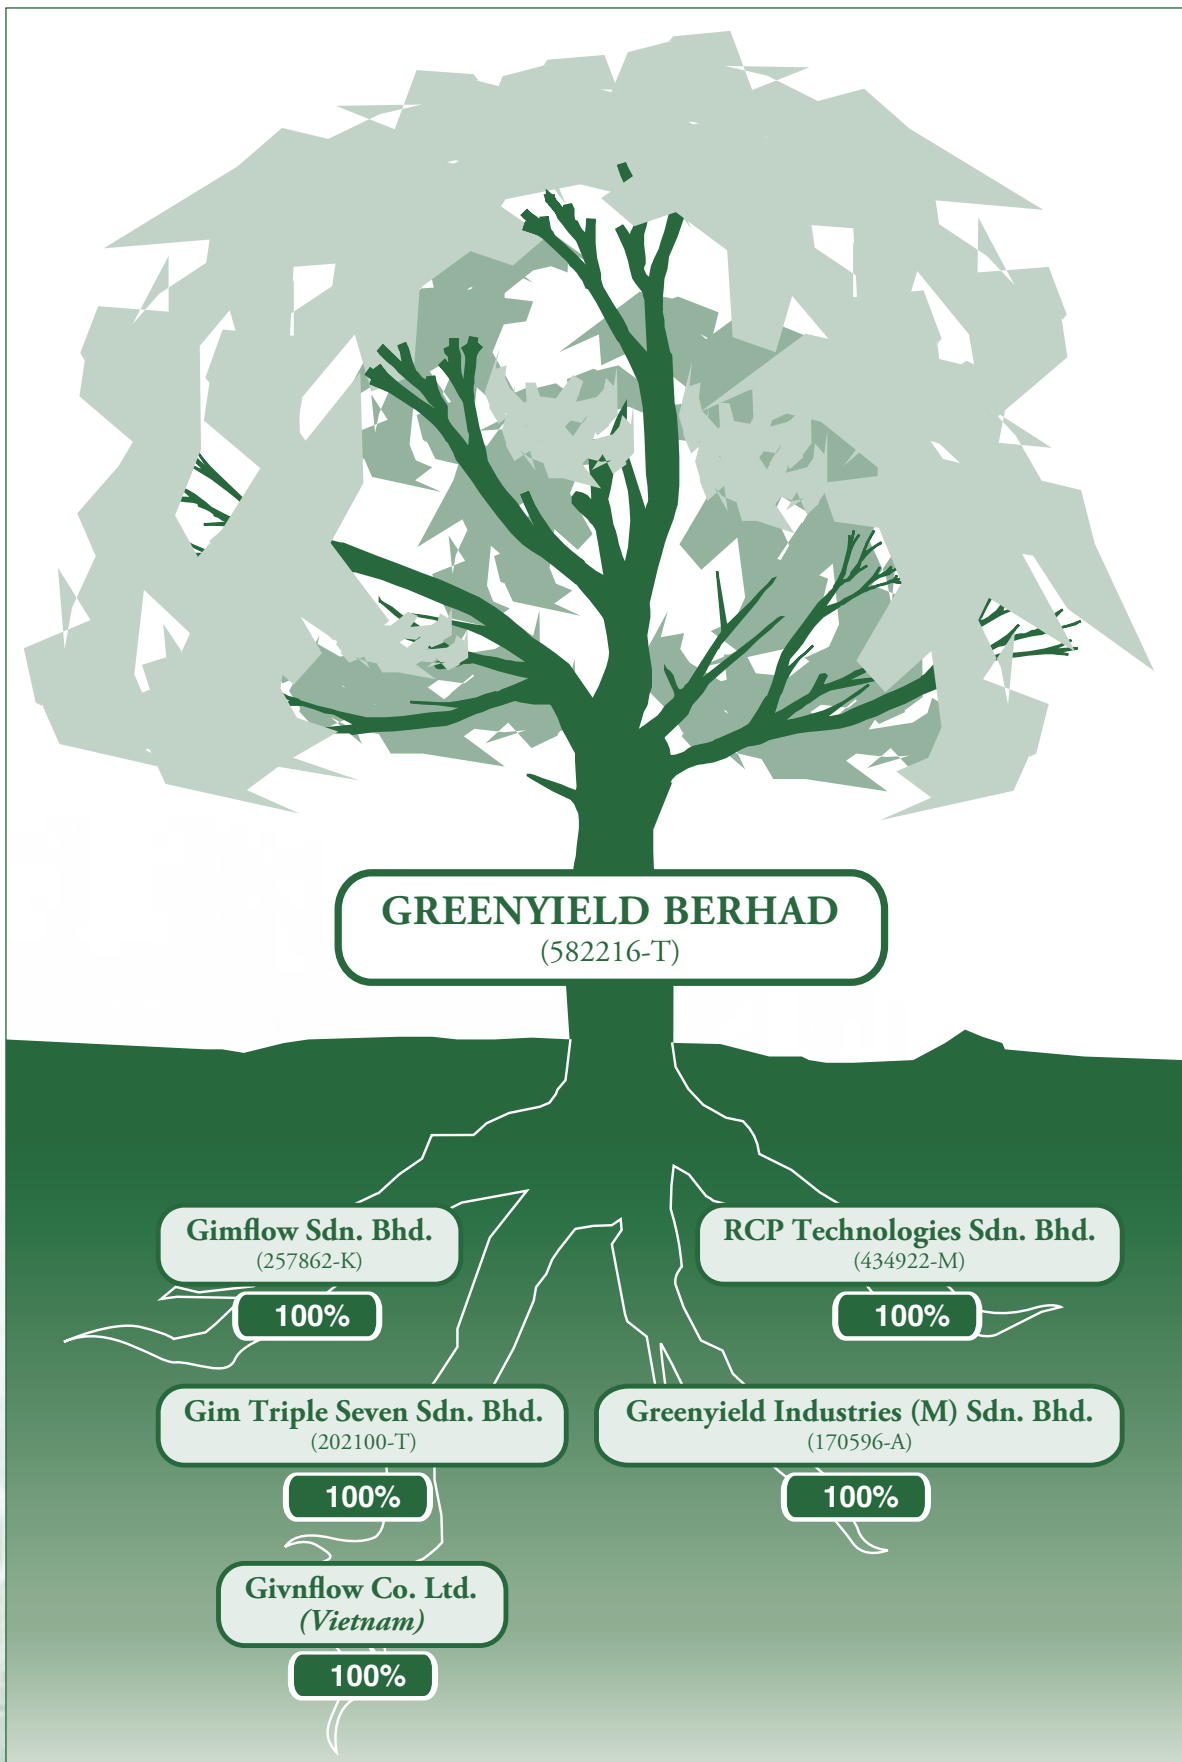 GREENYIELD BERHAD
(582216-T)
Gimflow Sdn. Bhd.
(257862-K)
100%
RCP Technologies Sdn. Bhd.
(434922-M)
100%
Gim Triple Seven Sdn. Bhd.
(202100-T)
100%
Greenyield Industries (M) Sdn. Bhd.
(170596-A)
100%
Givnflow Co. Ltd.
(Vietnam)
100%